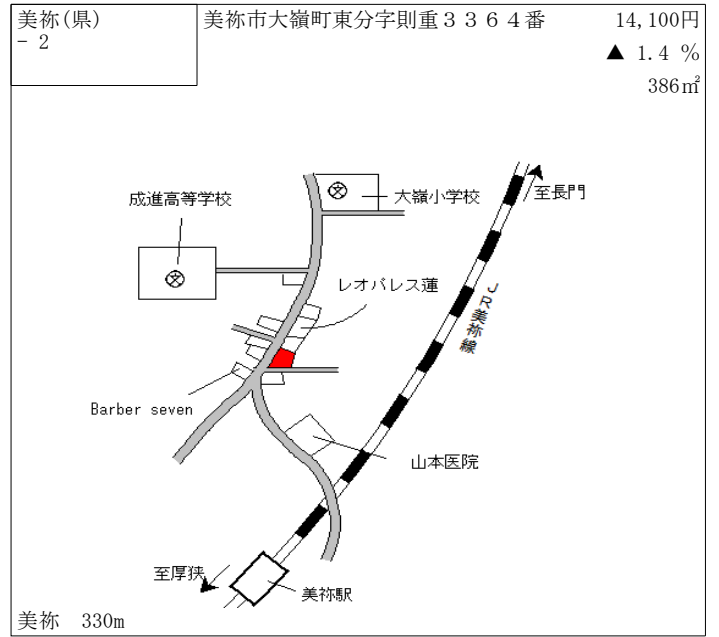 美祢(県)
- 2
美祢市大嶺町東分字則重３３６４番
14,100円
▲ 1.4 %
386㎡
成進高等学校
大嶺小学校
至長門
レオパレス蓮
ＪＲ美祢線
Barber seven
山本医院
至厚狭
美祢駅
美祢 330m